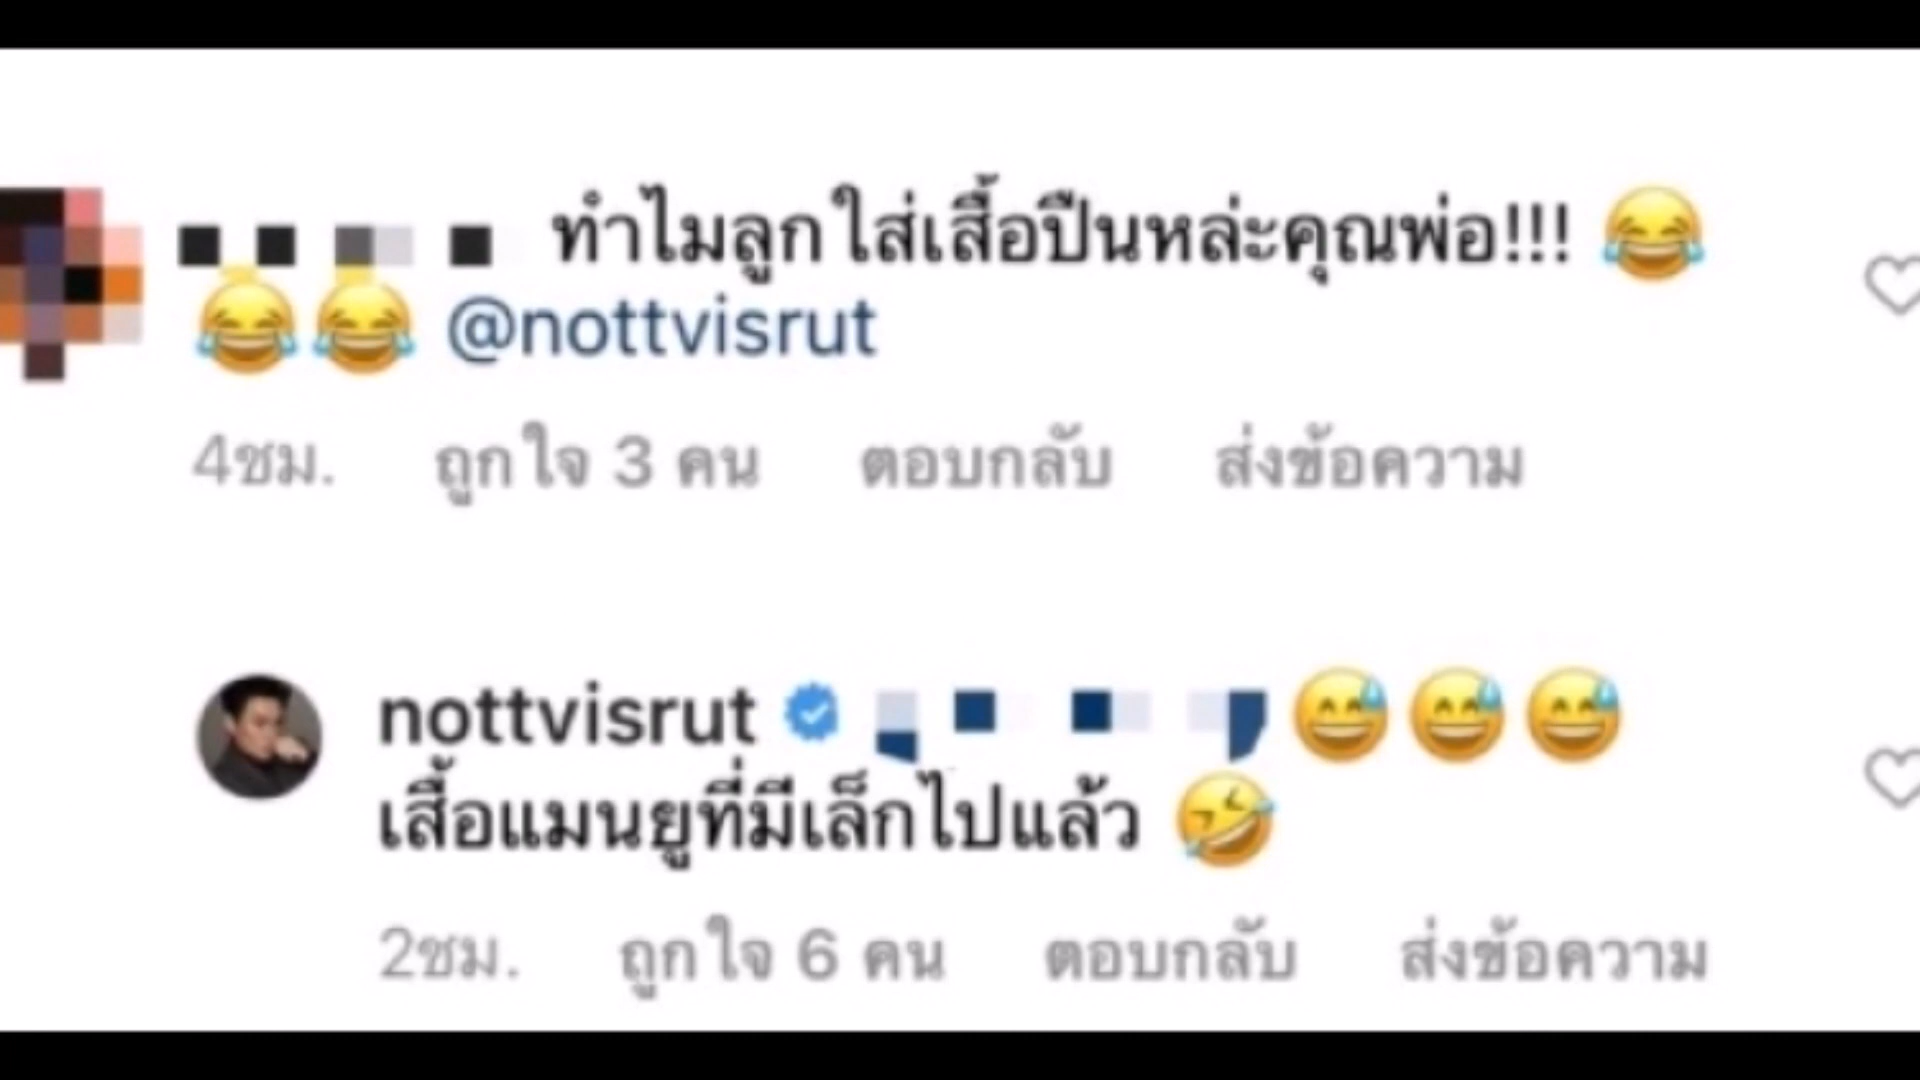 ทำไมลูกใส่เสื้อปืนหล่ะคุณพ่อ!!! 😂
😂😂 @nottvisrut
4ชม. ถูกใจ 3 คน ตอบกลับ ส่งข้อความ
nottvisrut 😅😅😅
เสื้อแมนยูที่มีเล็กไปแล้ว 🤣
2ชม. ถูกใจ 6 คน ตอบกลับ ส่งข้อความ